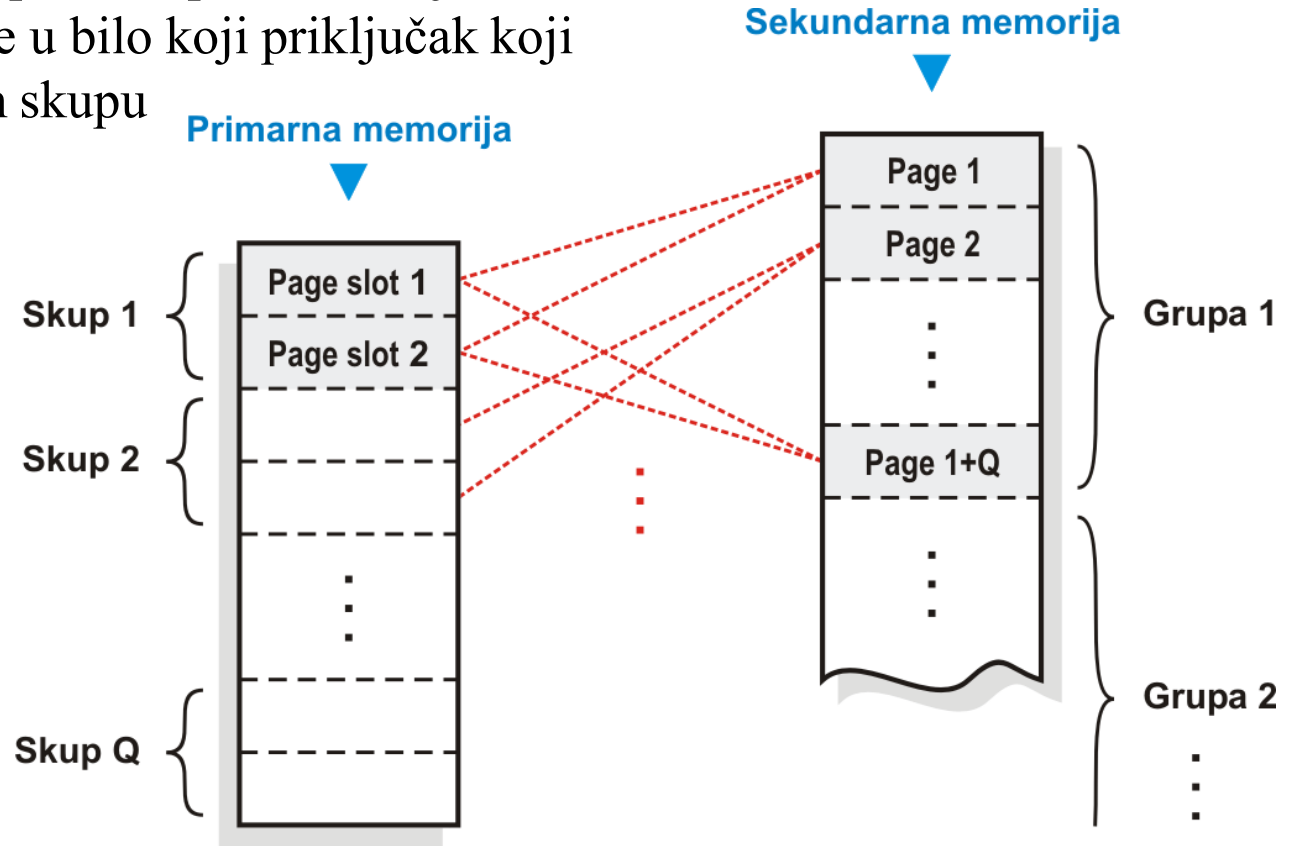 e u bilo koji priključak koji
skupu
Sekundarna memorija
Primarna memorija
Page 1
Page 2
Page slot 1
Skup 1
Grupa 1
Page slot 2
Skup 2
Page 1+Q
Grupa 2
Skup Q